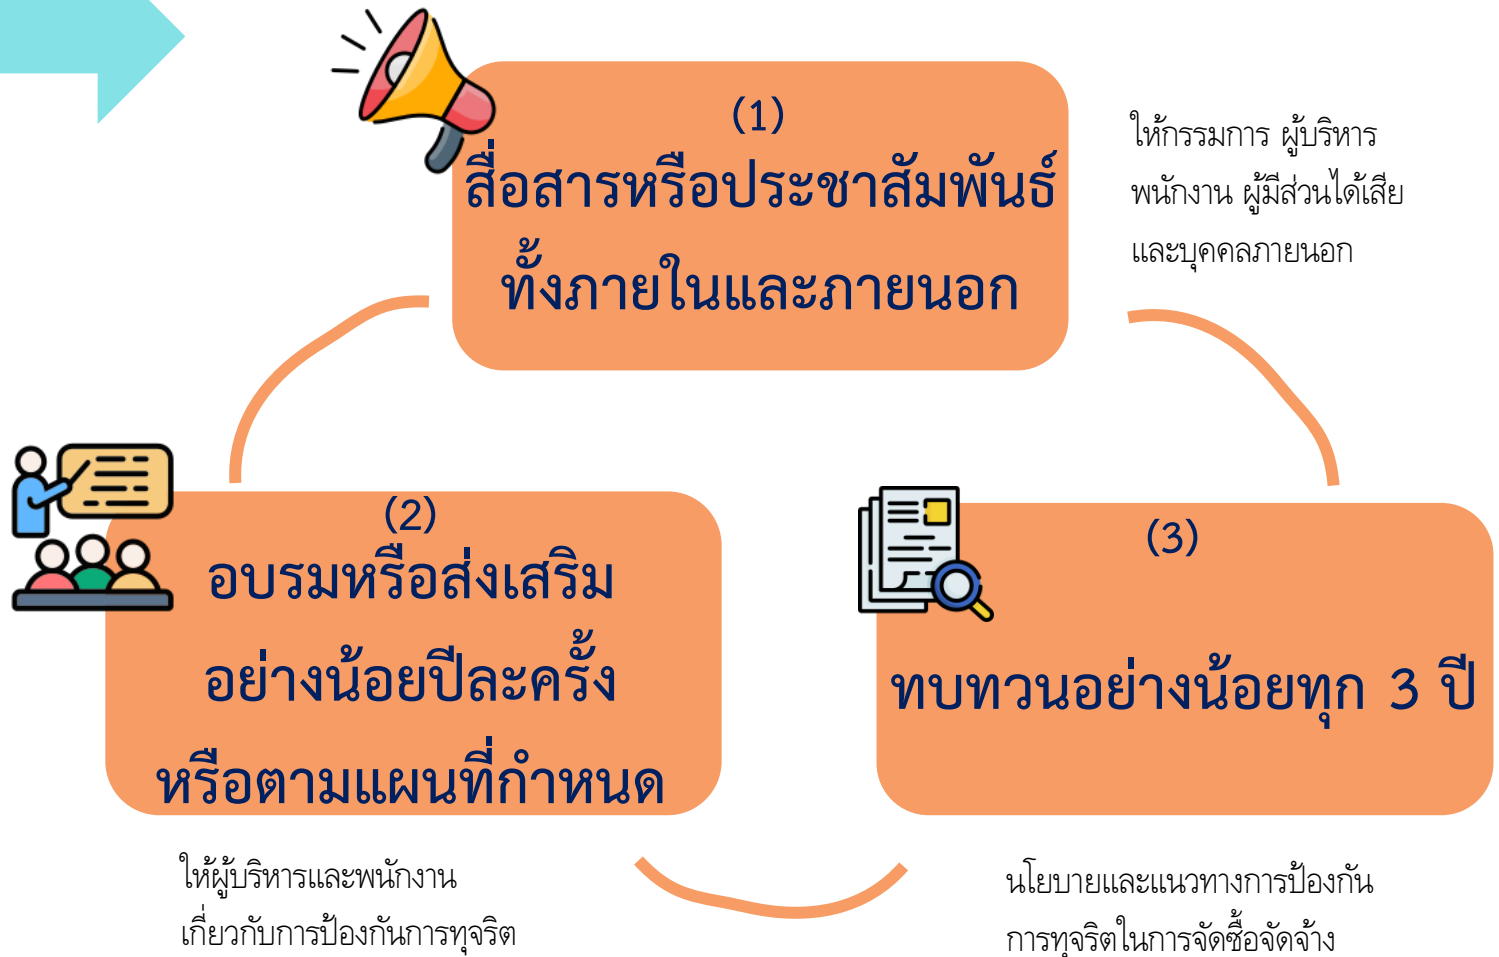 (1)
สื่อสารหรือประชาสัมพันธ์
ทั้งภายในและภายนอก
ให้กรรมการ ผู้บริหาร
พนักงาน ผู้มีส่วนได้เสีย
และบุคคลภายนอก
(2)
อบรมหรือส่งเสริม
อย่างน้อยปีละครั้ง
หรือตามแผนที่กำหนด
ให้ผู้บริหารและพนักงาน
เกี่ยวกับการป้องกันการทุจริต
(3)
ทบทวนอย่างน้อยทุก 3 ปี
นโยบายและแนวทางการป้องกัน
การทุจริตในการจัดซื้อจัดจ้าง